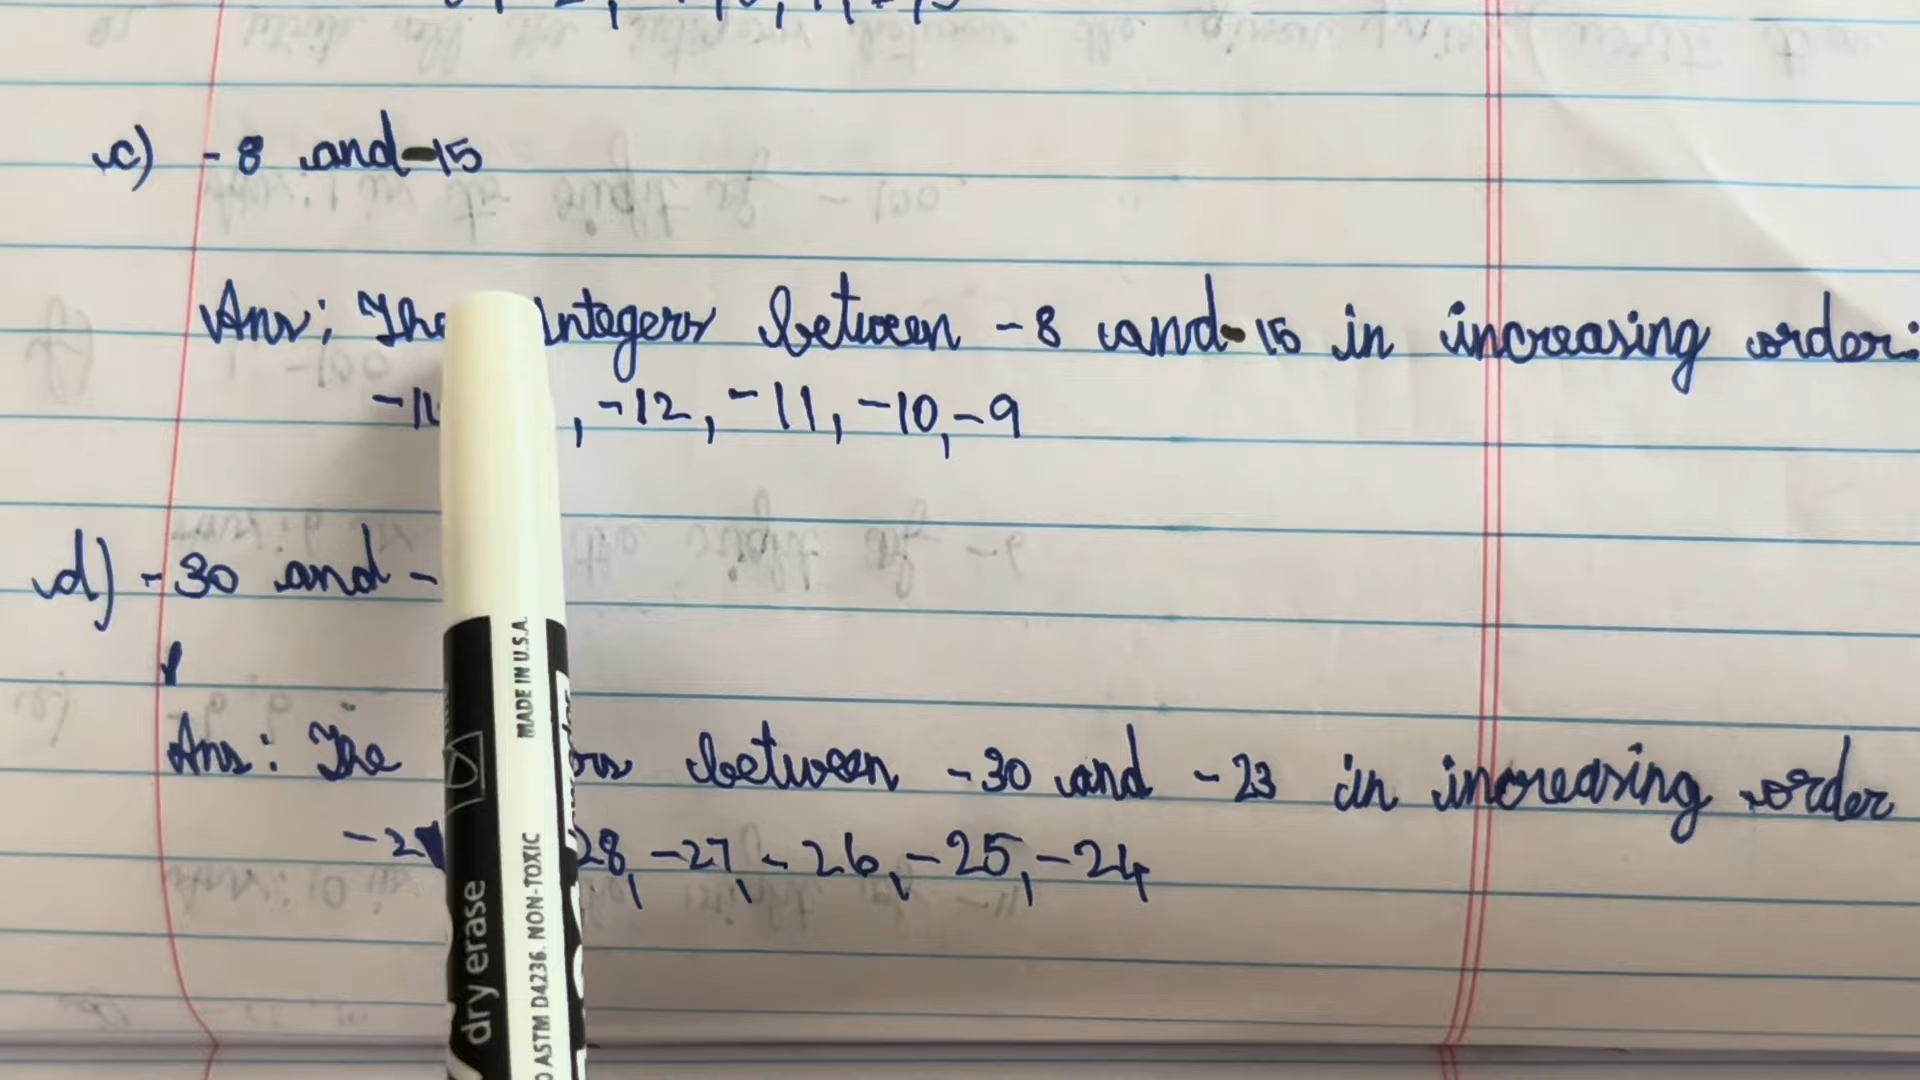 c) -8 and -15
Ans: The integers between -8 and -15 in increasing order:
, -12, -11, -10, -9
d) -30 and -
Ans: The between -30 and -23 in increasing order
28, -27, -26, -25, -24
MADE IN U.S.A.
dry erase
ASTM D4236. NON-TOXIC